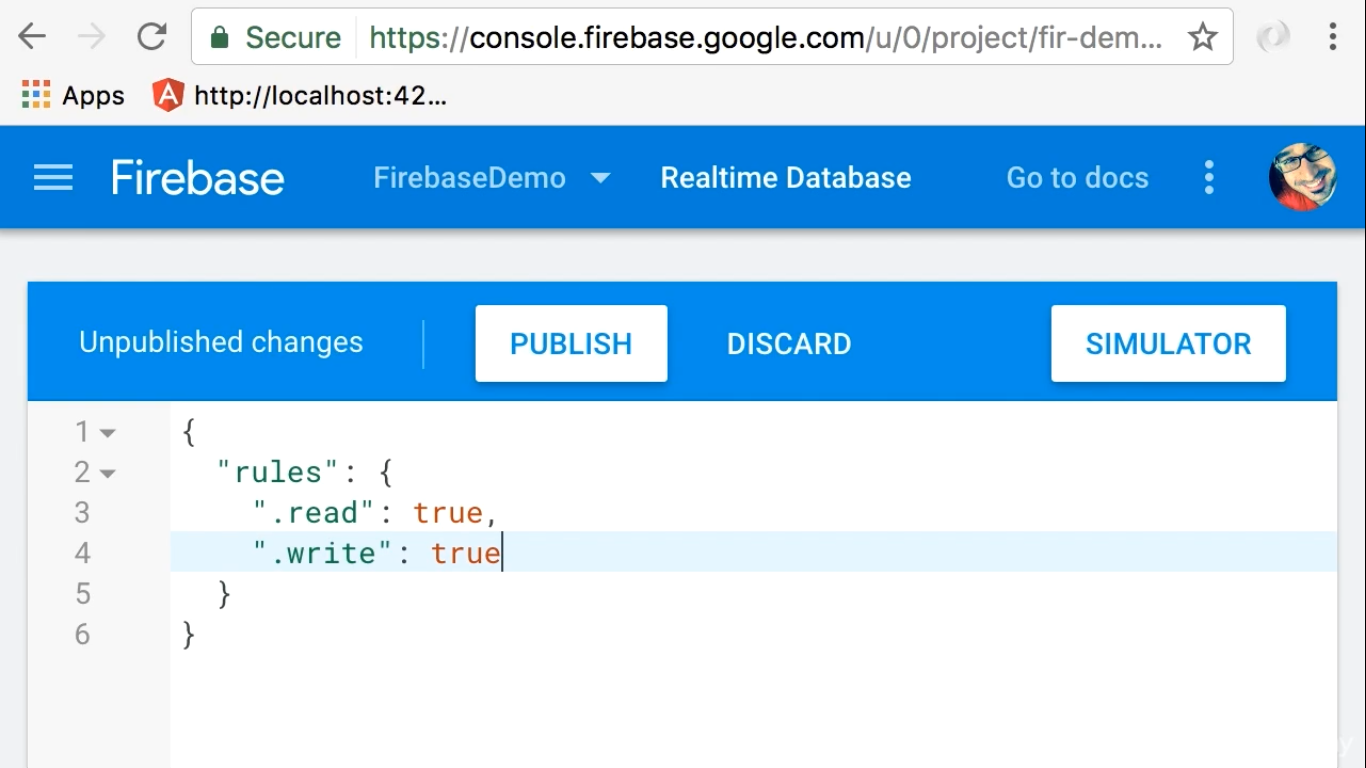 Secure https://console.firebase.google.com/u/0/project/fir-dem...
Apps http://localhost:42...
Firebase FirebaseDemo Realtime Database Go to docs
Unpublished changes PUBLISH DISCARD SIMULATOR
1 {
2 "rules": {
3 ".read": true,
4 ".write": true
5 }
6 }